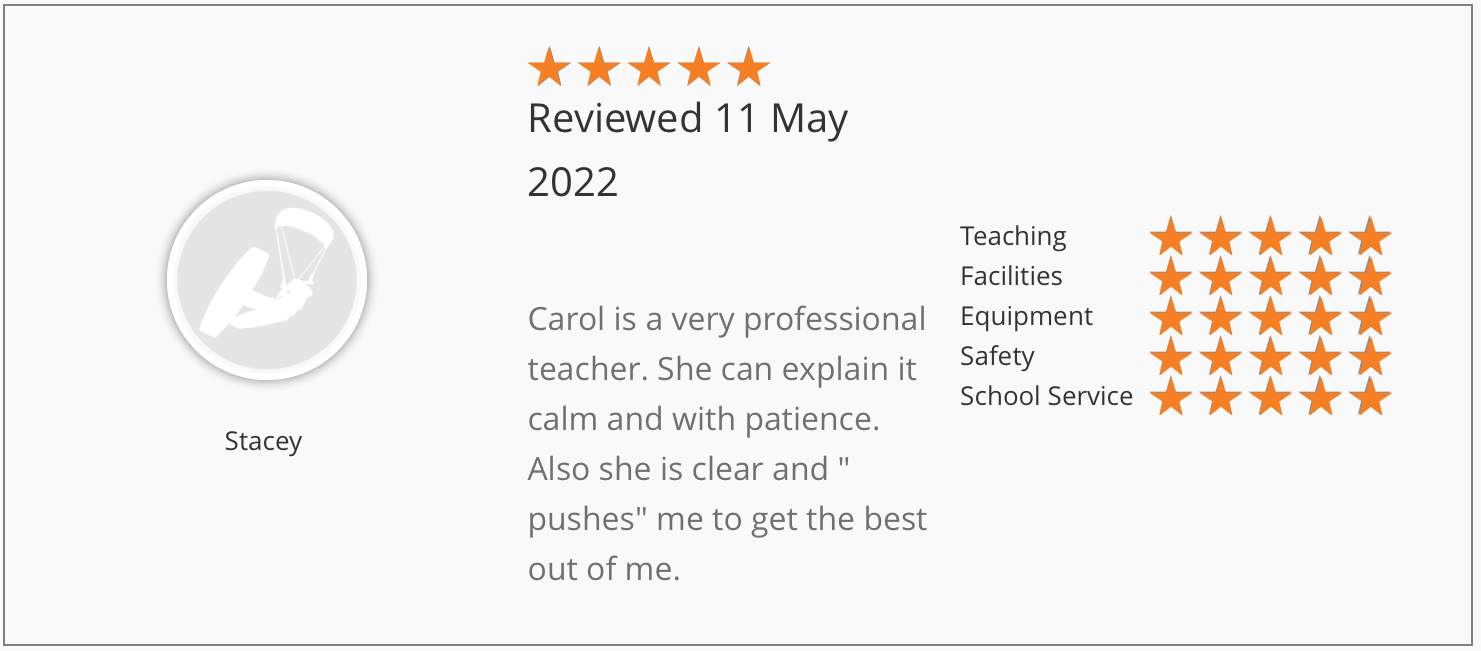 Reviewed 11 May
2022
Stacey
Carol is a very professional
teacher. She can explain it
calm and with patience.
Also she is clear and "
pushes" me to get the best
out of me.
Teaching
Facilities
Equipment
Safety
School Service